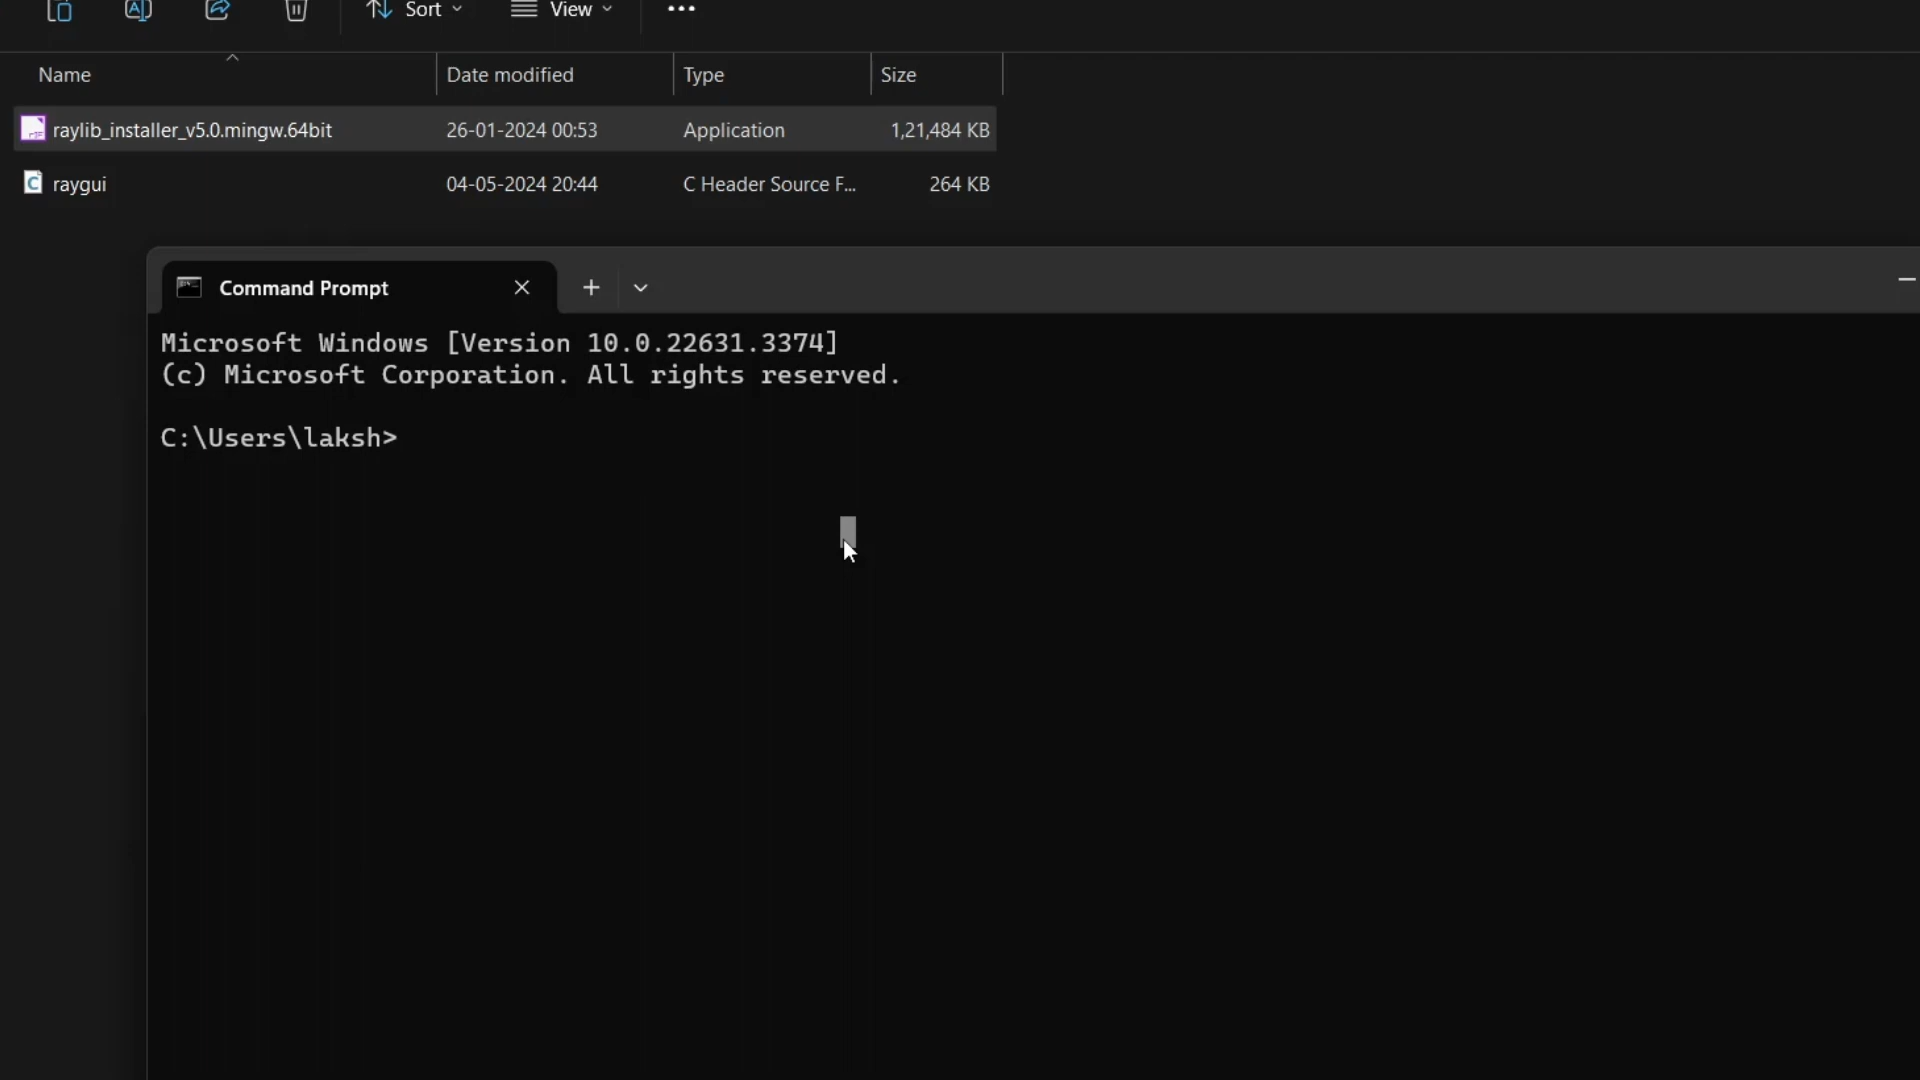 Sort View
Name Date modified Type Size
raylib_installer_v5.0.mingw.64bit 26-01-2024 00:53 Application 1,21,484 KB
raygui 04-05-2024 20:44 C Header Source F... 264 KB
Command Prompt
Microsoft Windows [Version 10.0.22631.3374]
(c) Microsoft Corporation. All rights reserved.
C:\Users\laksh>